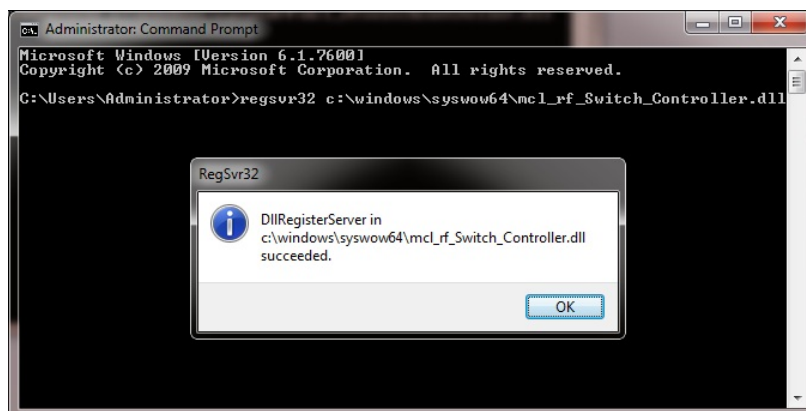 Administrator: Command Prompt
Microsoft Windows [Version 6.1.7600]
Copyright (c) 2009 Microsoft Corporation.  All rights reserved.
C:\Users\Administrator>regsvr32 c:\windows\syswow64\mcl_rf_Switch_Controller.dll
RegSvr32
DllRegisterServer in
c:\windows\syswow64\mcl_rf_Switch_Controller.dll
succeeded.
OK